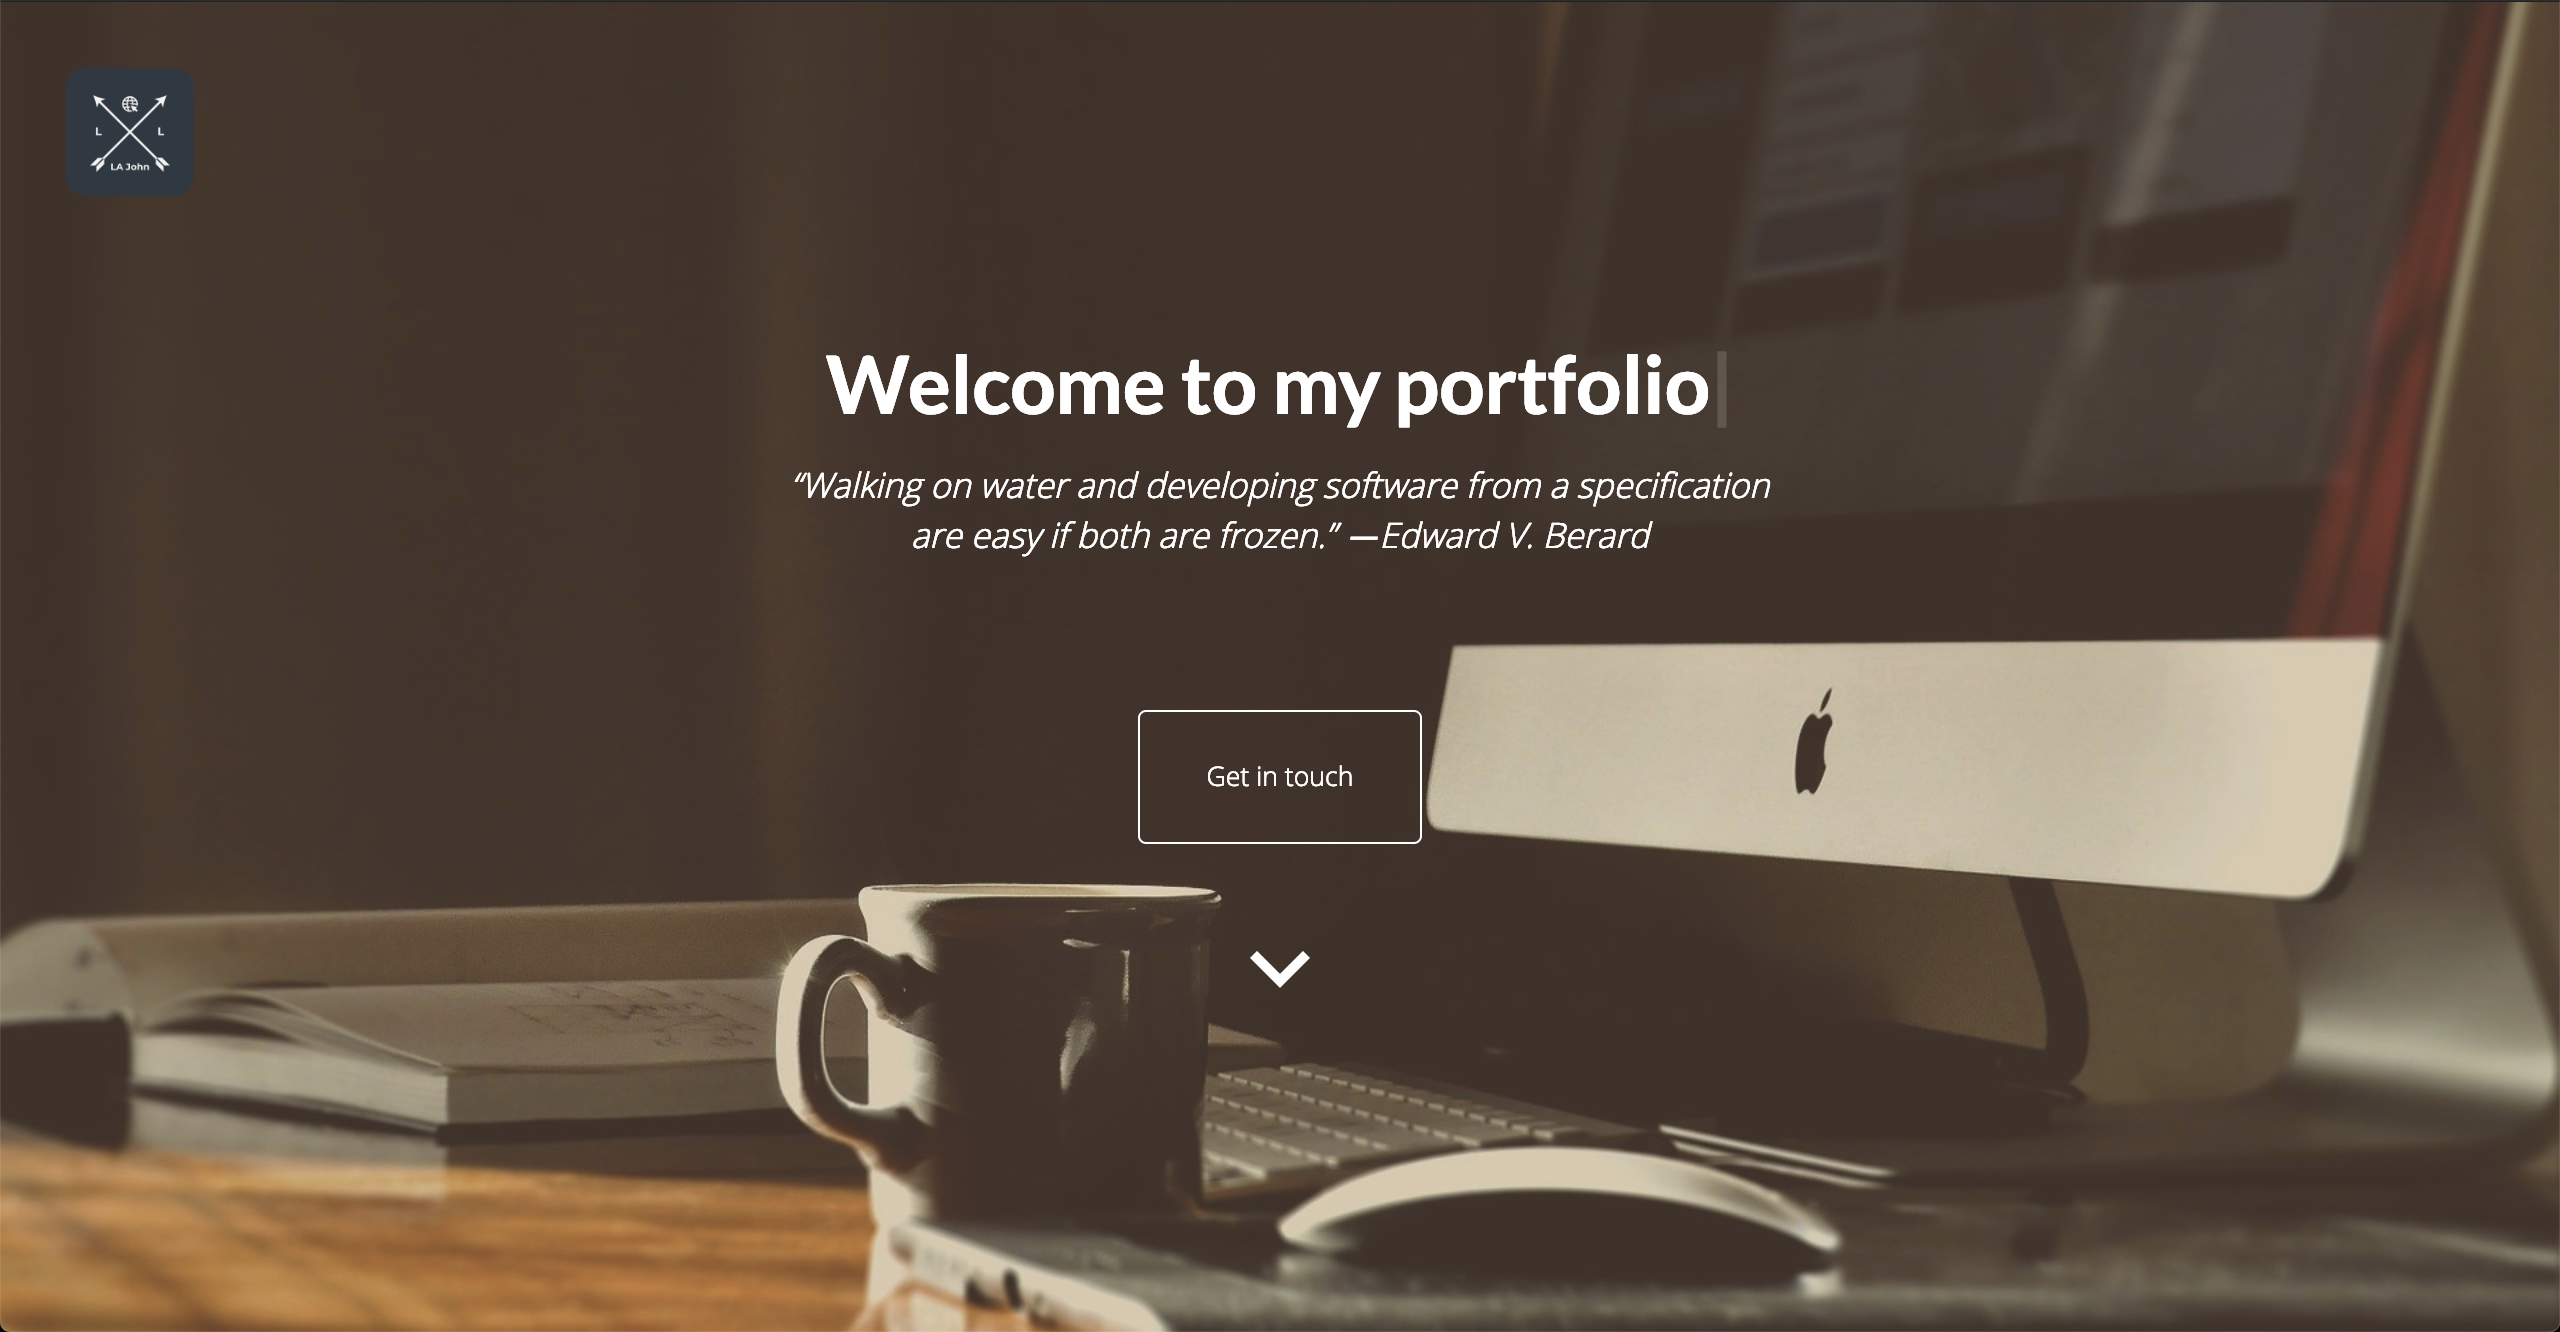 L L
LA John
Welcome to my portfolio
“Walking on water and developing software from a specification
are easy if both are frozen.” —Edward V. Berard
Get in touch